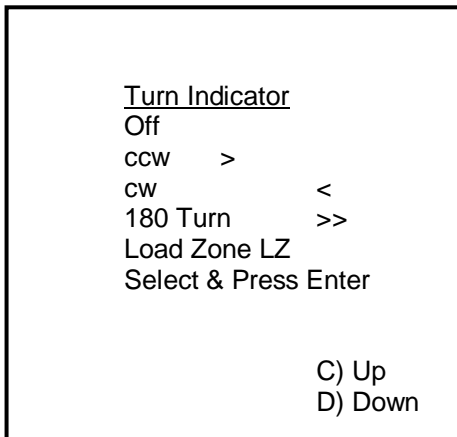 Turn Indicator
Off
ccw >
cw <
180 Turn >>
Load Zone LZ
Select & Press Enter
C) Up
D) Down